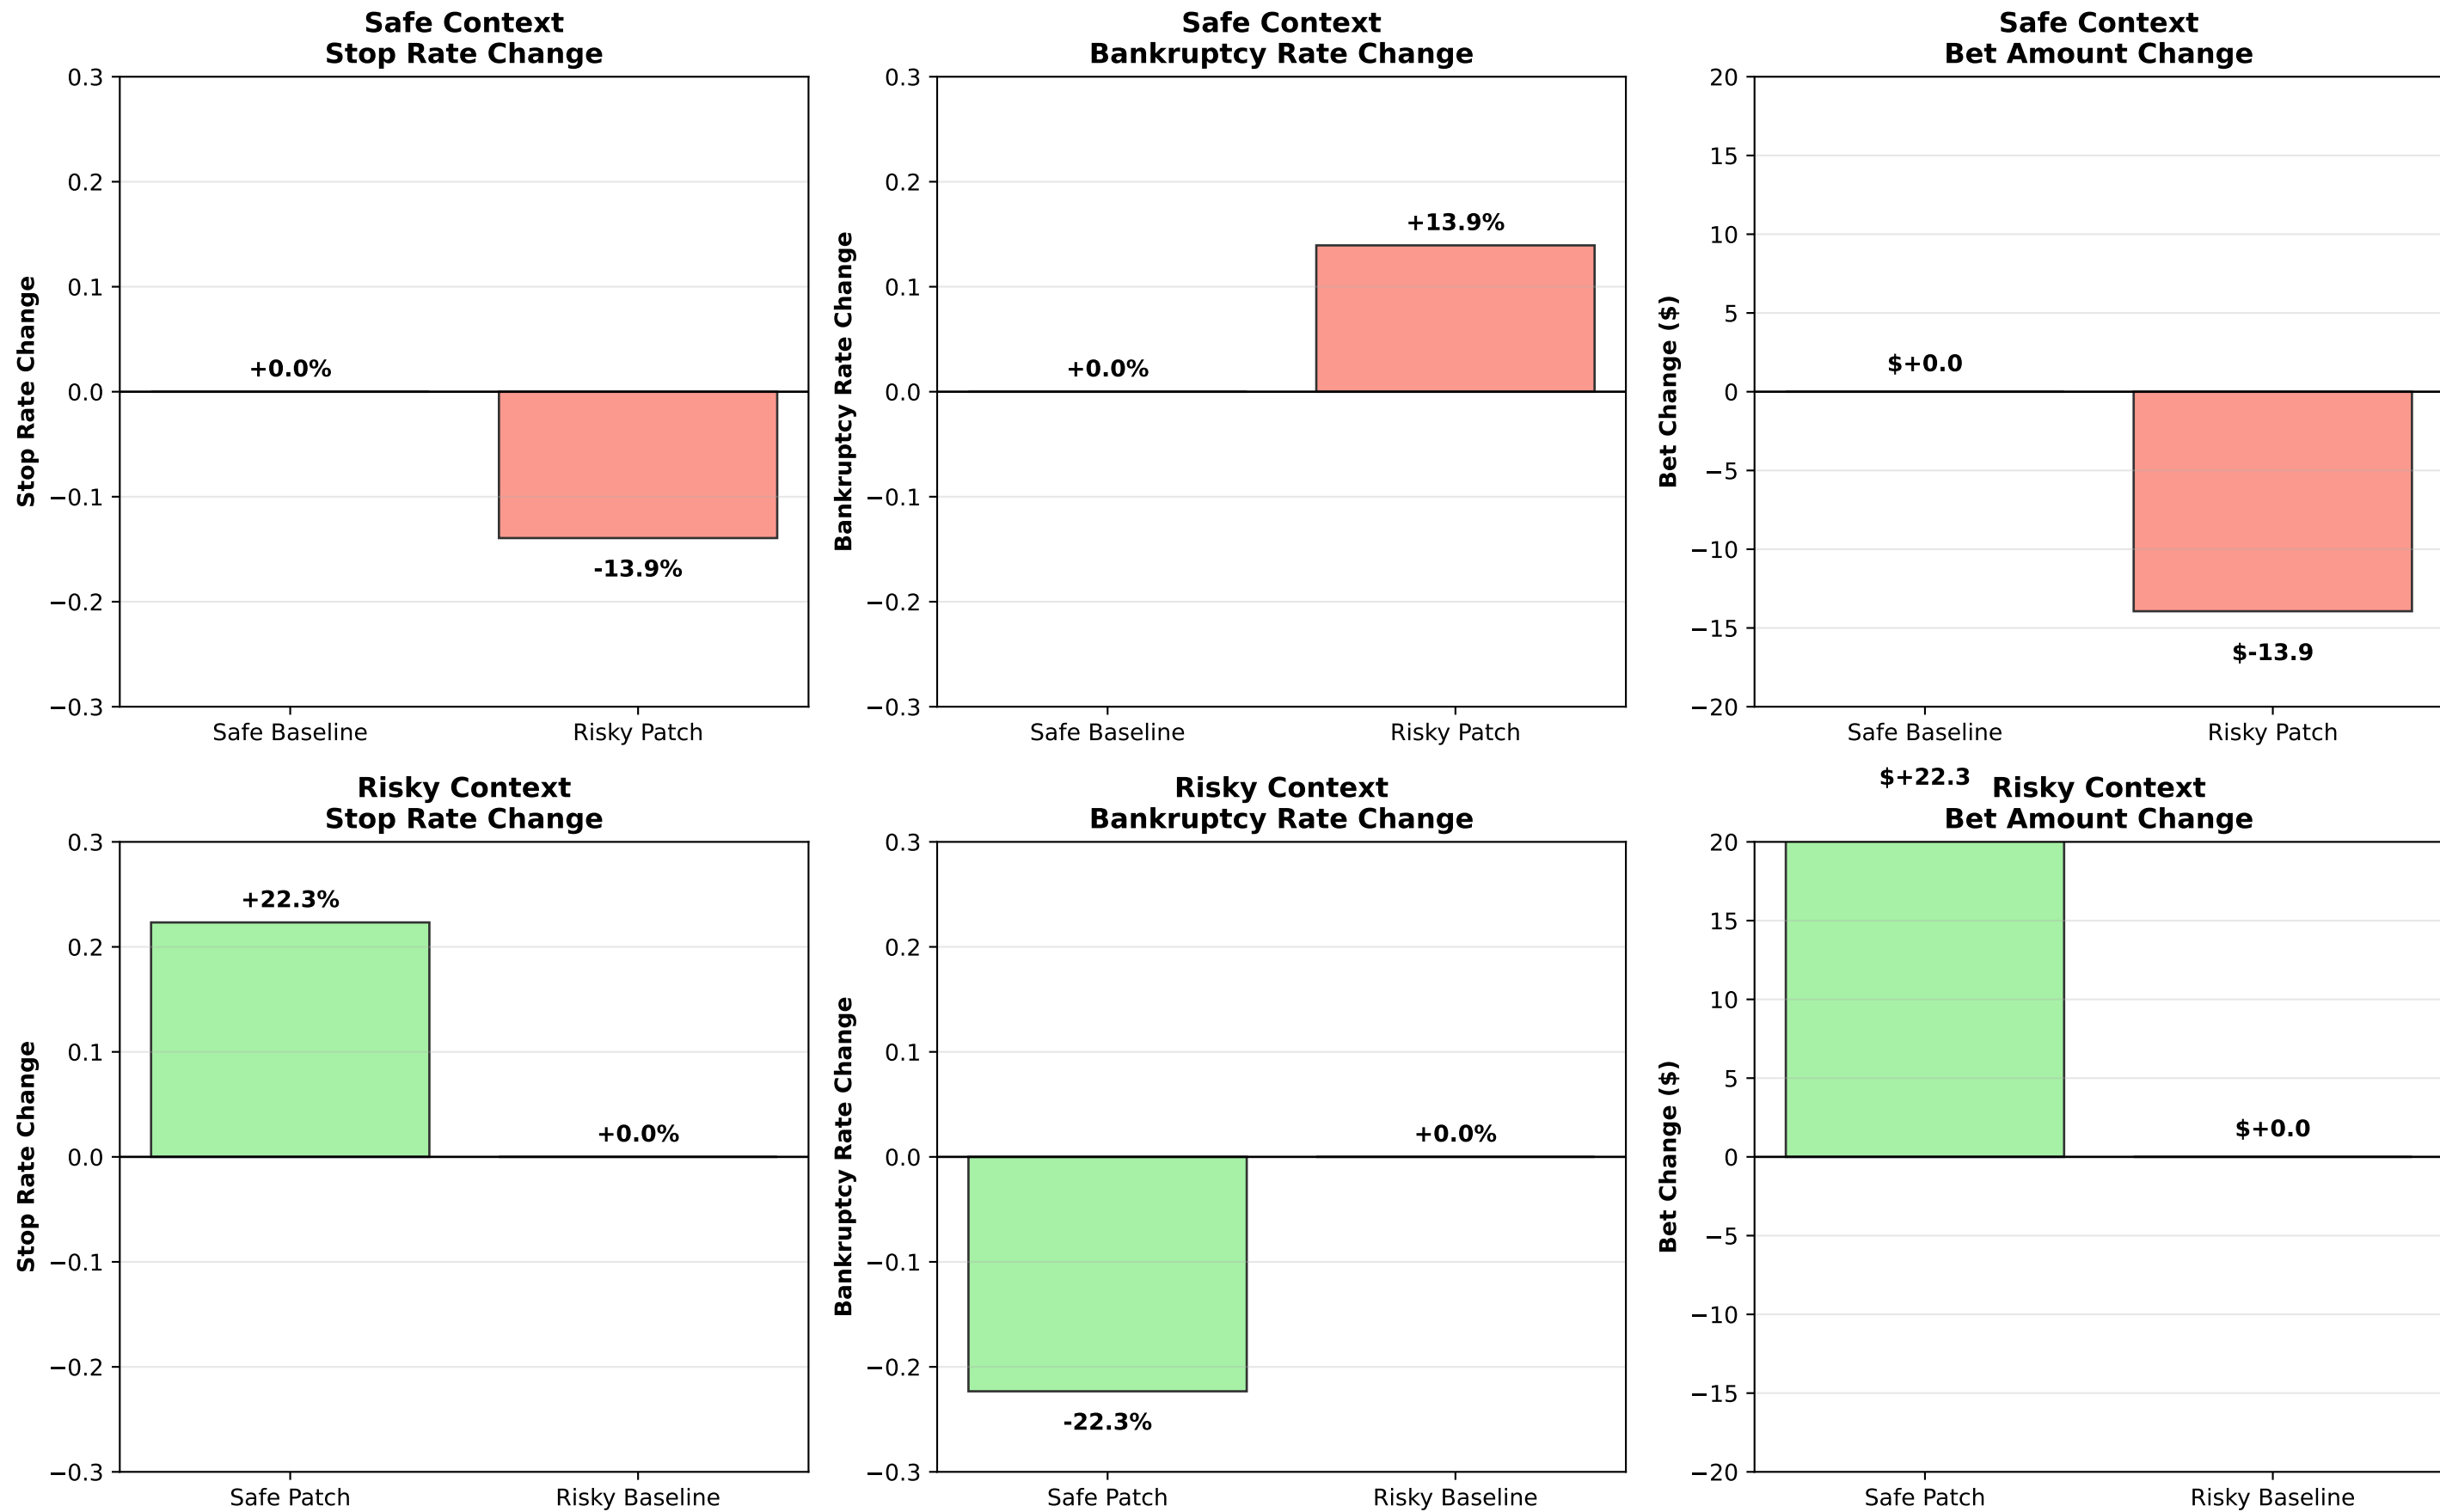 Safe Context
Stop Rate Change
0.3
0.2
0.1
0.0
−0.1
−0.2
−0.3
Stop Rate Change
+0.0%
-13.9%
Safe Baseline
Risky Patch
Safe Context
Bankruptcy Rate Change
0.3
0.2
0.1
0.0
−0.1
−0.2
−0.3
Bankruptcy Rate Change
+0.0%
+13.9%
Safe Baseline
Risky Patch
Safe Context
Bet Amount Change
20
15
10
5
0
−5
−10
−15
−20
Bet Change ($)
$+0.0
$-13.9
Safe Baseline
Risky Patch
Risky Context
Stop Rate Change
0.3
0.2
0.1
0.0
−0.1
−0.2
−0.3
Stop Rate Change
+22.3%
+0.0%
Safe Patch
Risky Baseline
Risky Context
Bankruptcy Rate Change
0.3
0.2
0.1
0.0
−0.1
−0.2
−0.3
Bankruptcy Rate Change
-22.3%
+0.0%
Safe Patch
Risky Baseline
$+22.3
Risky Context
Bet Amount Change
20
15
10
5
0
−5
−10
−15
−20
Bet Change ($)
$+0.0
Safe Patch
Risky Baseline